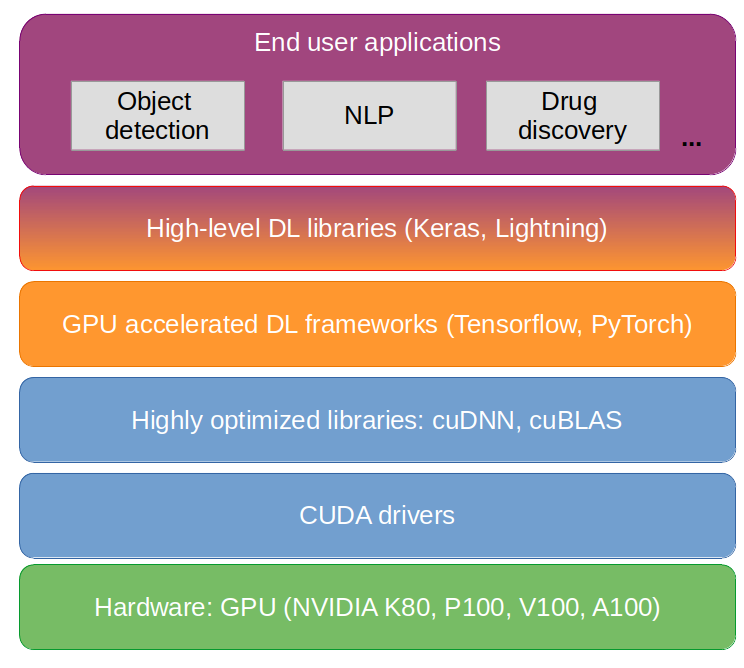 End user applications
Object
detection
NLP
Drug
discovery
...
High-level DL libraries (Keras, Lightning)
GPU accelerated DL frameworks (Tensorflow, PyTorch)
Highly optimized libraries: cuDNN, cuBLAS
CUDA drivers
Hardware: GPU (NVIDIA K80, P100, V100, A100)